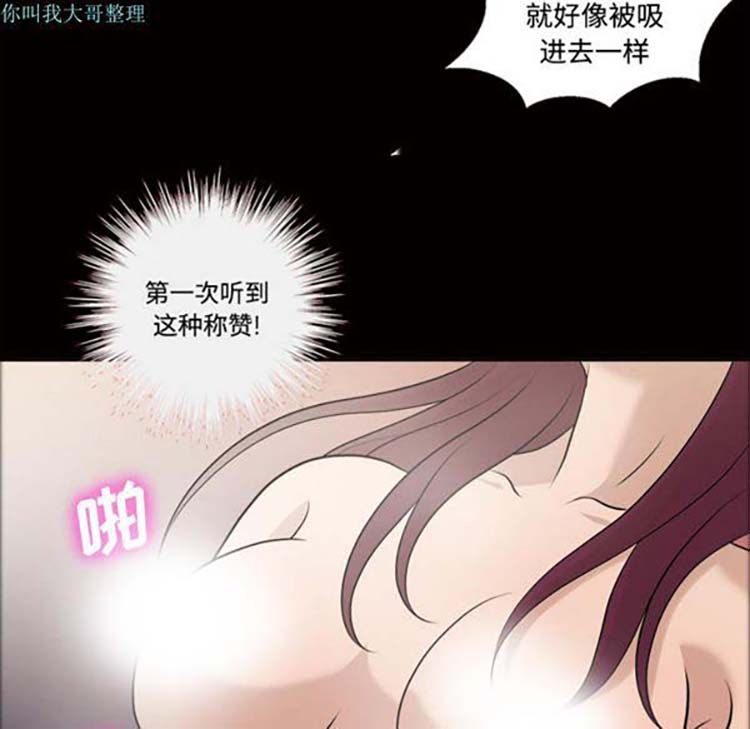 你叫我大哥整理
就好像被吸
进去一样
第一次听到
这种称赞!
啪